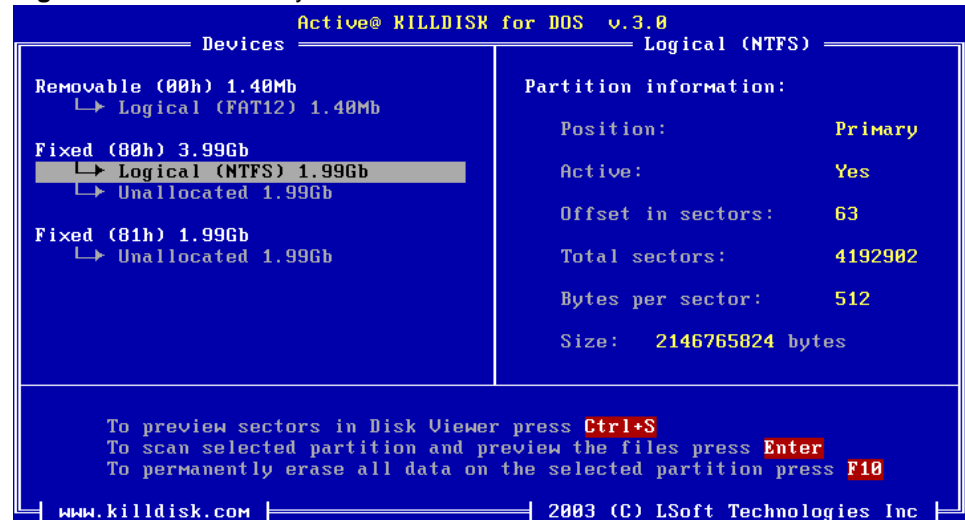 Active@ KILLDISK for DOS v.3.0
Devices
Removable (00h) 1.40Mb
Logical (FAT12) 1.40Mb
Fixed (80h) 3.99Gb
Logical (NTFS) 1.99Gb
Unallocated 1.99Gb
Fixed (81h) 1.99Gb
Unallocated 1.99Gb
Logical (NTFS)
Partition information:
Position: Primary
Active: Yes
Offset in sectors: 63
Total sectors: 4192902
Bytes per sector: 512
Size: 2146765824 bytes
To preview sectors in Disk Viewer press Ctrl+S
To scan selected partition and preview the files press Enter
To permanently erase all data on the selected partition press F10
www.killdisk.com
2003 (C) LSoft Technologies Inc